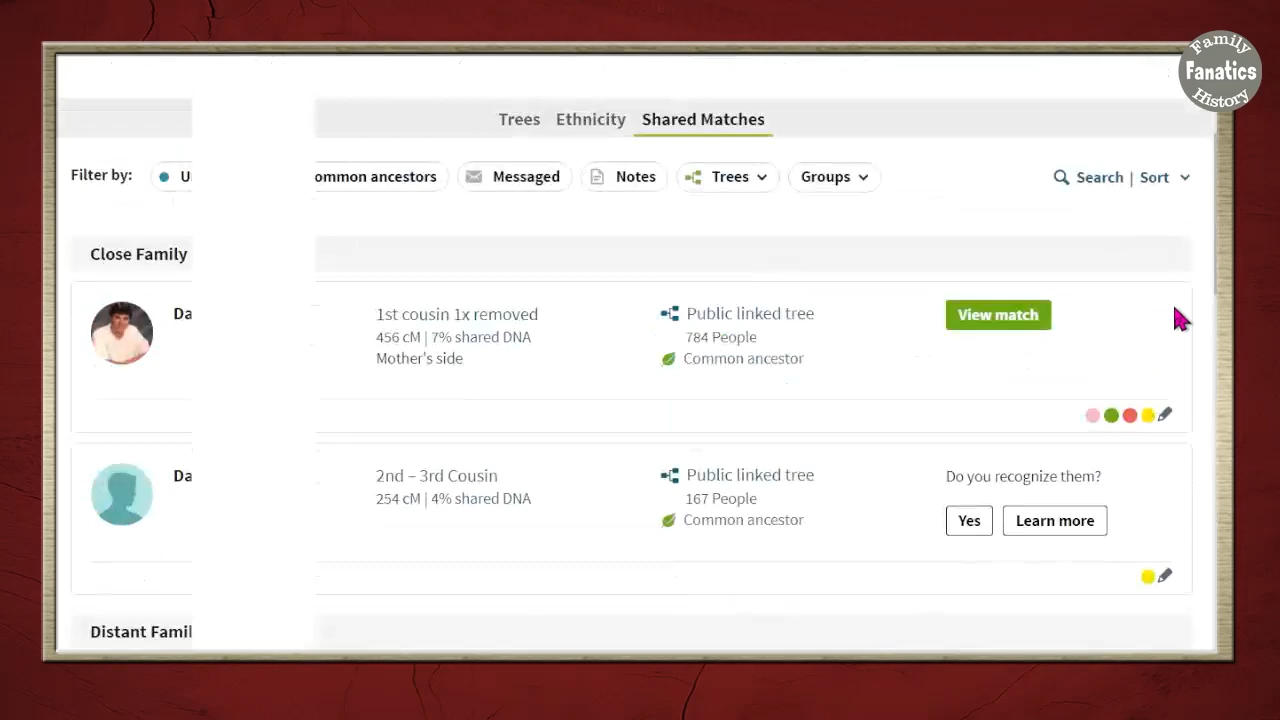 Family
Fanatics
History
Trees Ethnicity Shared Matches
Filter by: ommon ancestors Messaged Notes Trees Groups Search | Sort
Close Family
Da 1st cousin 1x removed Public linked tree View match
456 cM | 7% shared DNA 784 People
Mother's side Common ancestor
Da 2nd – 3rd Cousin Public linked tree Do you recognize them?
254 cM | 4% shared DNA 167 People
Common ancestor Yes Learn more
Distant Famil